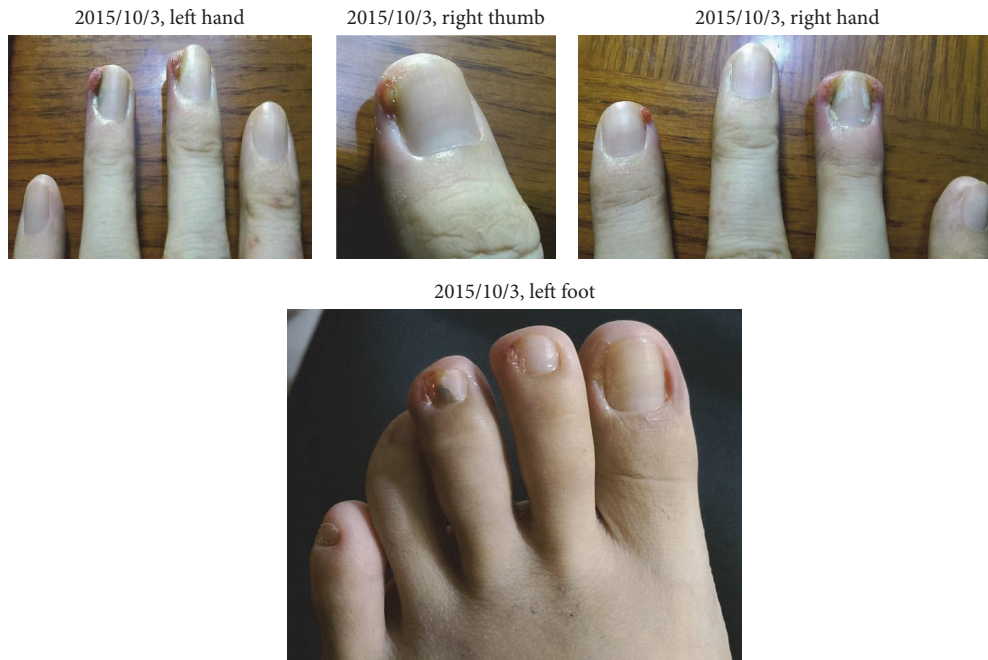 2015/10/3, left hand
2015/10/3, right thumb
2015/10/3, right hand
2015/10/3, left foot